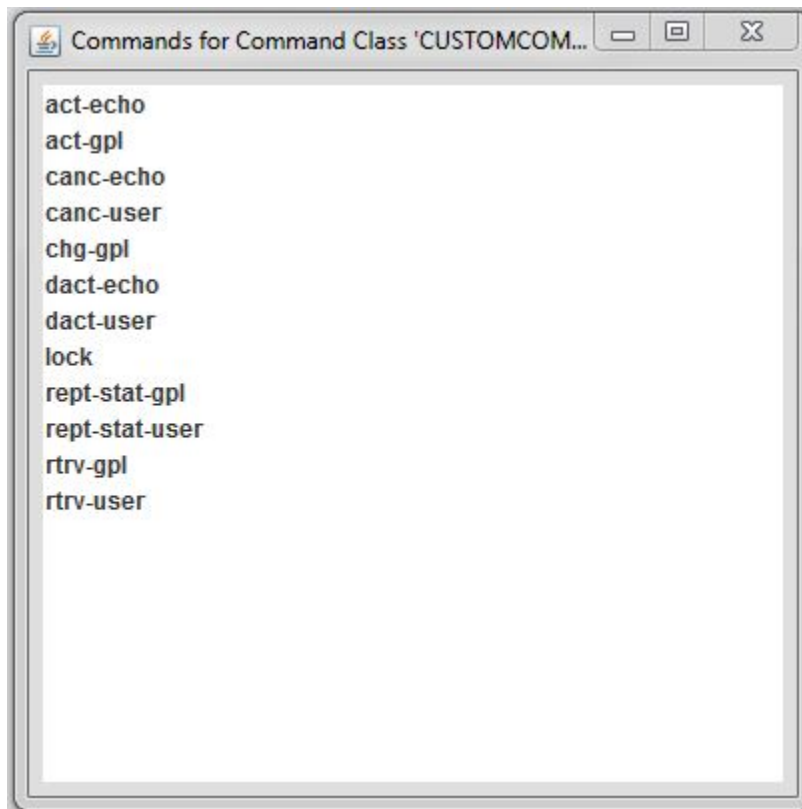 Commands for Command Class 'CUSTOMCOM...
act-echo
act-gpl
canc-echo
canc-user
chg-gpl
dact-echo
dact-user
lock
rept-stat-gpl
rept-stat-user
rtrv-gpl
rtrv-user